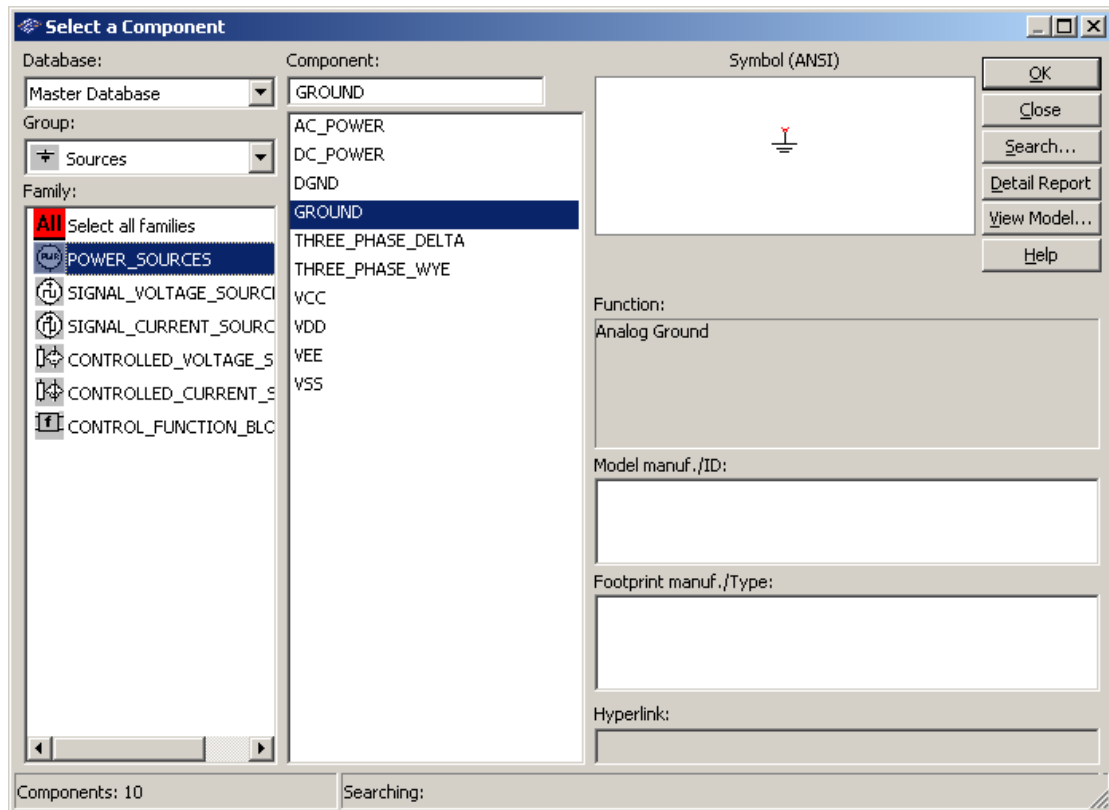 Select a Component
Database:
Master Database
Group:
Sources
Family:
All Select all families
POWER_SOURCES
SIGNAL_VOLTAGE_SOURCI
SIGNAL_CURRENT_SOURC
CONTROLLED_VOLTAGE_S
CONTROLLED_CURRENT_S
CONTROL_FUNCTION_BLO
Component:
GROUND
AC_POWER
DC_POWER
DGND
GROUND
THREE_PHASE_DELTA
THREE_PHASE_WYE
VCC
VDD
VEE
VSS
Symbol (ANSI)
OK
Close
Search...
Detail Report
View Model...
Help
Function:
Analog Ground
Model manuf./ID:
Footprint manuf./Type:
Hyperlink:
Components: 10
Searching: